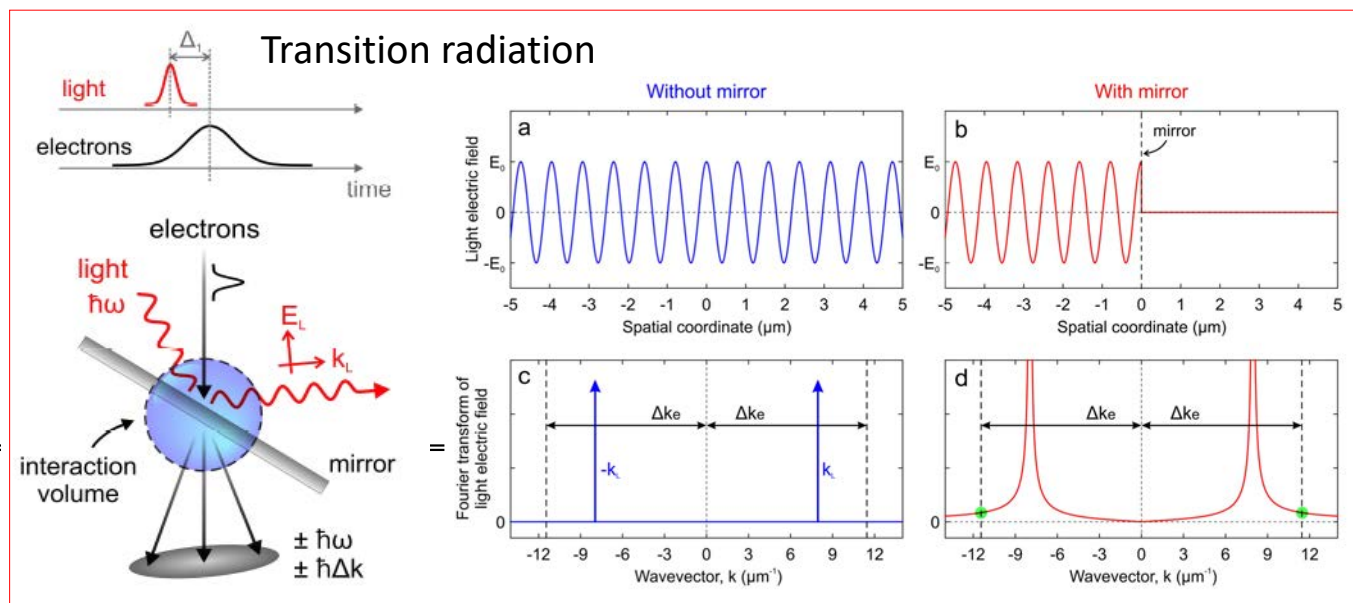 Transition radiation
Δ₁
light
electrons
time
electrons
light
ħω
E_L
k_L
interaction
volume
mirror
± ħω
± ħΔk
=
=
Without mirror
a
Light electric field
E₀
0
-E₀
-5 -4 -3 -2 -1 0 1 2 3 4 5
Spatial coordinate (µm)
With mirror
b
mirror
E₀
0
-E₀
-5 -4 -3 -2 -1 0 1 2 3 4 5
Spatial coordinate (µm)
c
Fourier transform of
light electric field
Δke Δke
-k_L k_L
0
-12 -9 -6 -3 0 3 6 9 12
Wavevector, k (µm⁻¹)
d
Δke Δke
0
-12 -9 -6 -3 0 3 6 9 12
Wavevector, k (µm⁻¹)